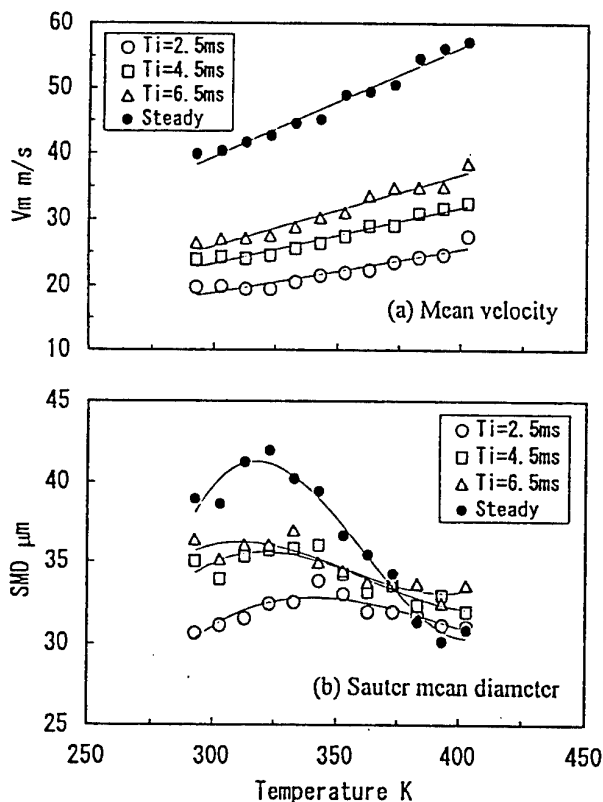 60
50
40
30
20
10
Vm m/s
○ Ti=2.5ms
□ Ti=4.5ms
△ Ti=6.5ms
● Steady
(a) Mean velocity
45
40
35
30
25
SMD μm
○ Ti=2.5ms
□ Ti=4.5ms
△ Ti=6.5ms
● Steady
(b) Sauter mean diameter
250 300 350 400 450
Temperature K